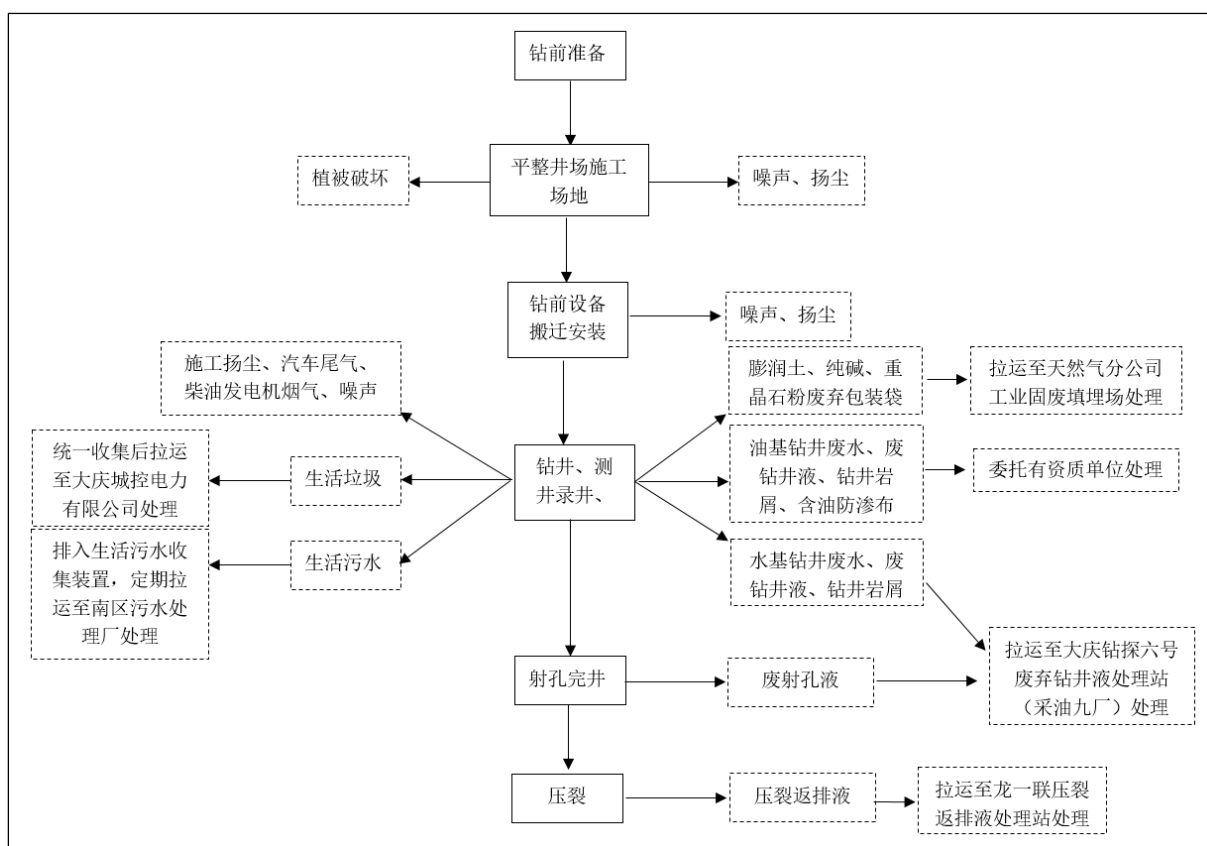 钻前准备
平整井场施工
场地
植被破坏
噪声、扬尘
钻前设备
搬迁安装
噪声、扬尘
施工扬尘、汽车尾气、
柴油发电机烟气、噪声
膨润土、纯碱、重
晶石粉废弃包装袋
拉运至天然气分公司
工业固废填埋场处理
统一收集后拉运
至大庆城控电力
有限公司处理
生活垃圾
钻井、测
井录井、
油基钻井废水、废
钻井液、钻井岩
屑、含油防渗布
委托有资质单位处理
排入生活污水收
集装置，定期拉
运至南区污水处
理厂处理
生活污水
水基钻井废水、废
钻井液、钻井岩屑
射孔完井
废射孔液
拉运至大庆钻探六号
废弃钻井液处理站
（采油九厂）处理
压裂
压裂返排液
拉运至龙一联压裂
返排液处理站处理